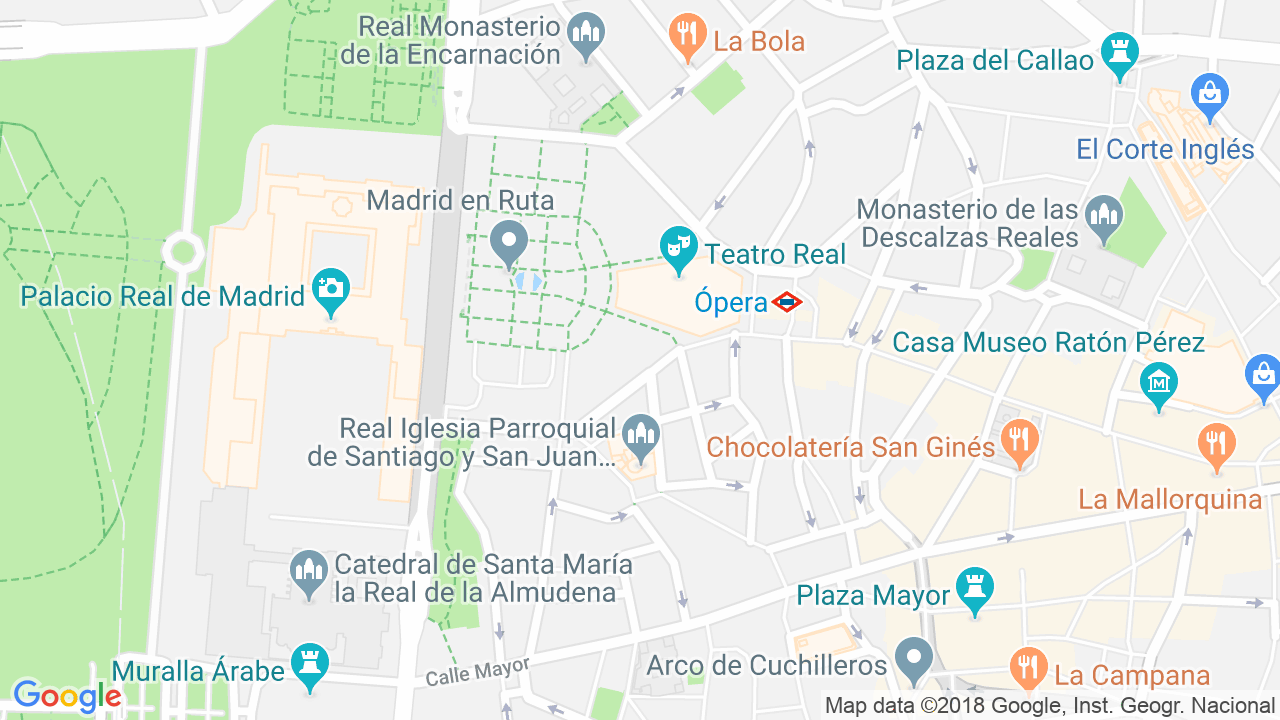 Real Monasterio
de la Encarnación
La Bola
Plaza del Callao
El Corte Inglés
Madrid en Ruta
Monasterio de las
Descalzas Reales
Teatro Real
Palacio Real de Madrid
Ópera
Casa Museo Ratón Pérez
Real Iglesia Parroquial
de Santiago y San Juan...
Chocolatería San Ginés
La Mallorquina
Catedral de Santa María
la Real de la Almudena
Plaza Mayor
Muralla Árabe
Calle Mayor
Arco de Cuchilleros
La Campana
Google
Map data ©2018 Google, Inst. Geogr. Nacional